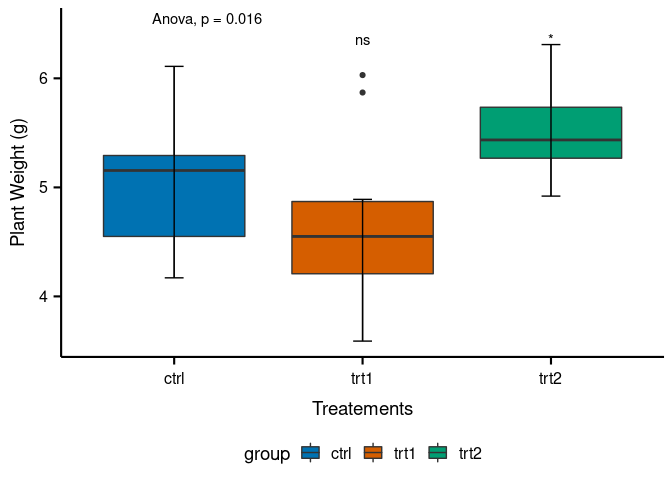 Anova, p = 0.016
ns
*
Plant Weight (g)
6
5
4
ctrl trt1 trt2
Treatements
group ctrl trt1 trt2